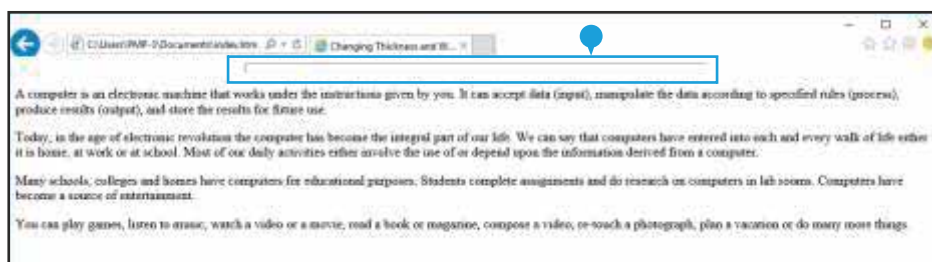 C:\Users\PMP-2\Documents\index.htm
Changing Thickness and W...
A computer is an electronic machine that works under the instructions given by you. It can accept data (input), manipulate the data according to specified rules (process),
produce results (output), and store the results for future use.
Today, in the age of electronic revolution the computer has become the integral part of our life. We can say that computers have entered into each and every walk of life either
it is home, at work or at school. Most of our daily activities either involve the use of or depend upon the information derived from a computer.
Many schools, colleges and homes have computers for educational purposes. Students complete assignments and do research on computers in lab rooms. Computers have
become a source of entertainment.
You can play games, listen to music, watch a video or a movie, read a book or magazine, compose a video, re-touch a photograph, plan a vacation or do many more things